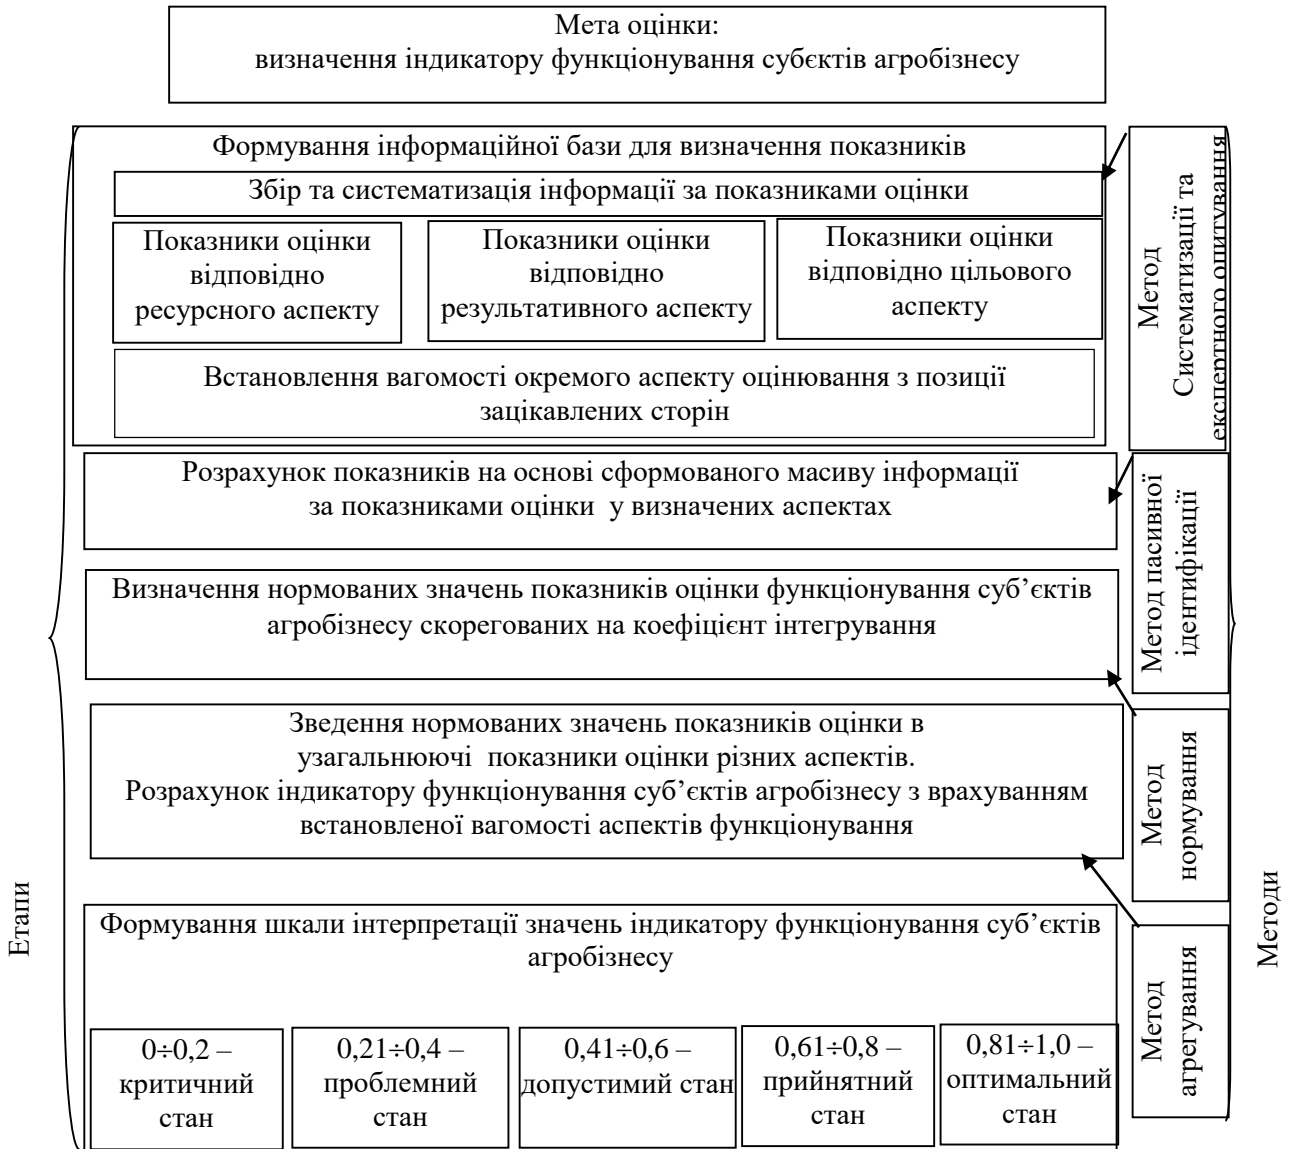 Мета оцінки:
визначення індикатору функціонування субєктів агробізнесу
Формування інформаційної бази для визначення показників
Збір та систематизація інформації за показниками оцінки
Показники оцінки
відповідно
ресурсного аспекту
Показники оцінки
відповідно
результативного аспекту
Показники оцінки
відповідно цільового
аспекту
Встановлення вагомості окремого аспекту оцінювання з позиції
зацікавлених сторін
Метод
Систематизації та
експертного опитування
Розрахунок показників на основі сформованого масиву інформації
за показниками оцінки  у визначених аспектах
Метод пасивної
ідентифікації
Визначення нормованих значень показників оцінки функціонування суб’єктів
агробізнесу скорегованих на коефіцієнт інтегрування
Зведення нормованих значень показників оцінки в
узагальнюючі  показники оцінки різних аспектів.
Розрахунок індикатору функціонування суб’єктів агробізнесу з врахуванням
встановленої вагомості аспектів функціонування
Метод
нормування
Етапи
Методи
Формування шкали інтерпретації значень індикатору функціонування суб’єктів
агробізнесу
Метод
агрегування
0÷0,2 –
критичний
стан
0,21÷0,4 –
проблемний
стан
0,41÷0,6 –
допустимий стан
0,61÷0,8 –
прийнятний
стан
0,81÷1,0 –
оптимальний
стан